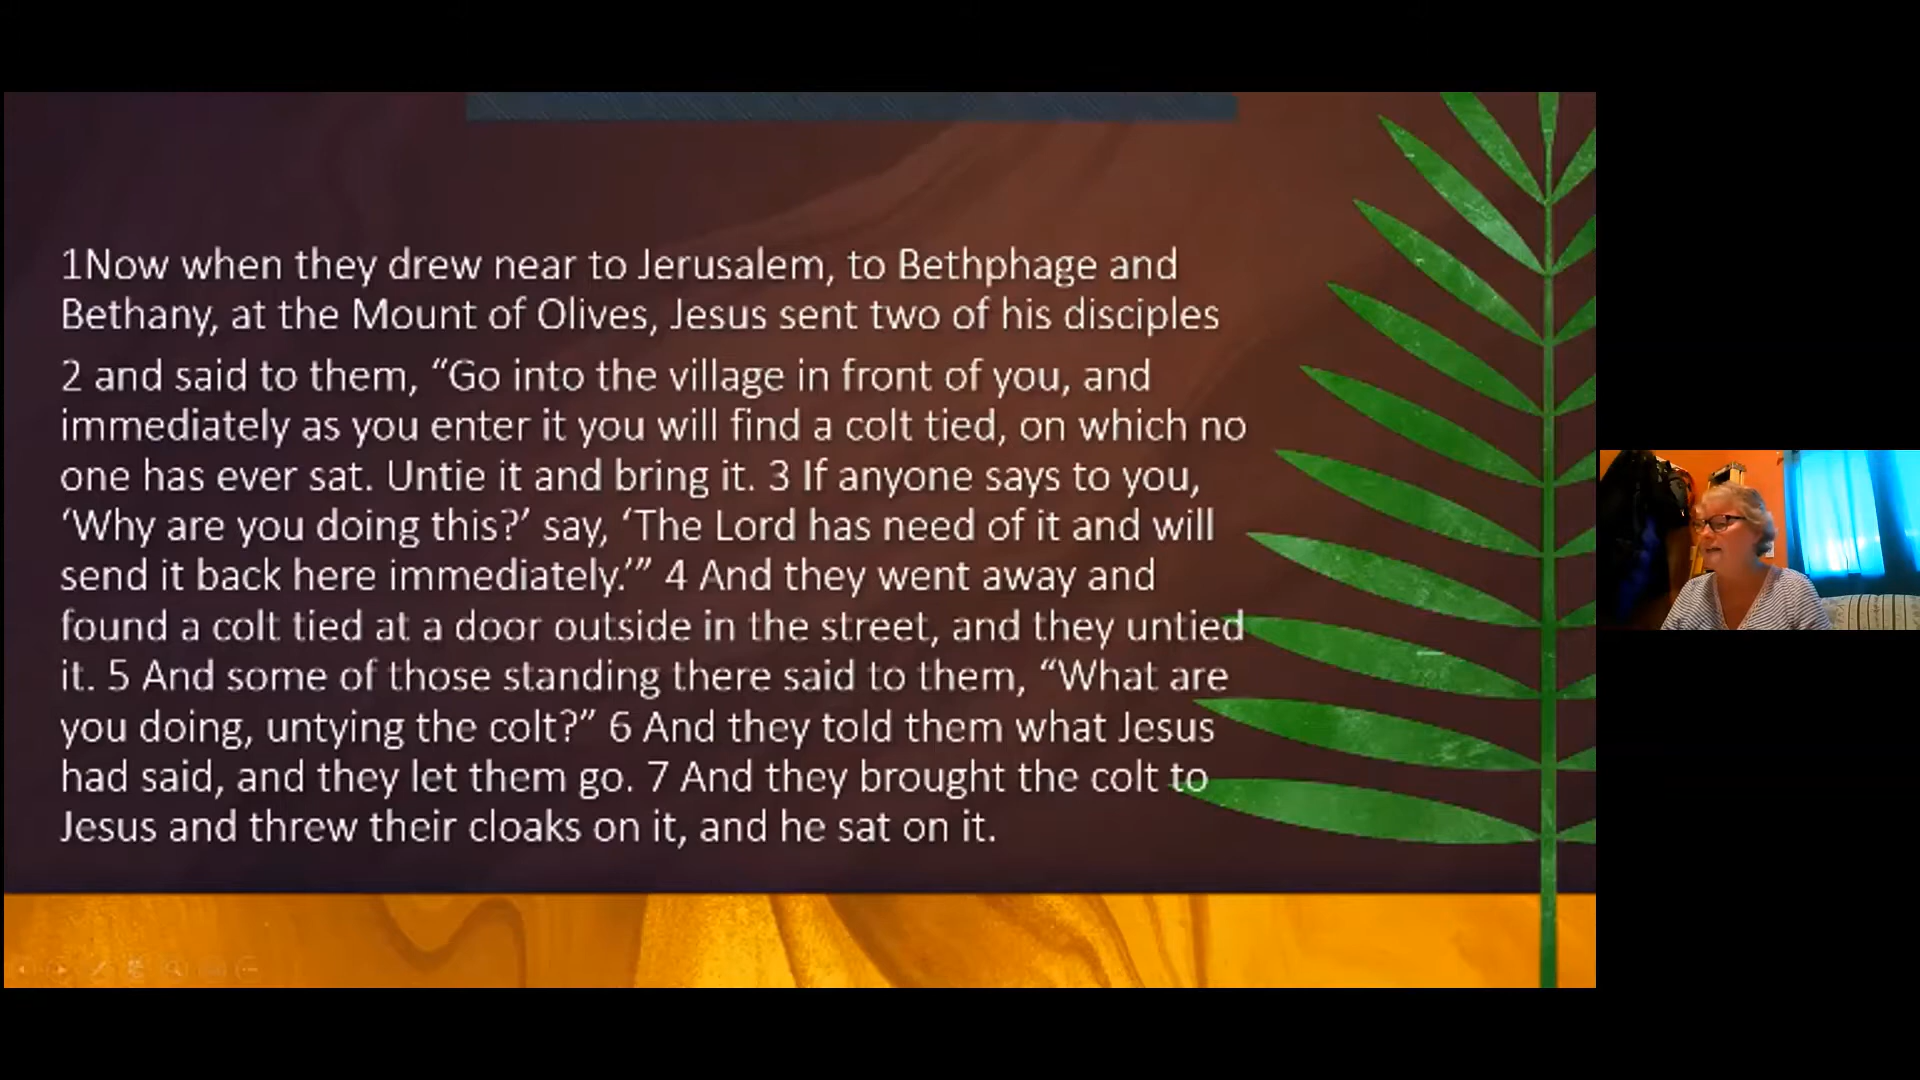 1Now when they drew near to Jerusalem, to Bethphage and
Bethany, at the Mount of Olives, Jesus sent two of his disciples
2 and said to them, “Go into the village in front of you, and
immediately as you enter it you will find a colt tied, on which no
one has ever sat. Untie it and bring it. 3 If anyone says to you,
‘Why are you doing this?’ say, ‘The Lord has need of it and will
send it back here immediately.’” 4 And they went away and
found a colt tied at a door outside in the street, and they untied
it. 5 And some of those standing there said to them, “What are
you doing, untying the colt?” 6 And they told them what Jesus
had said, and they let them go. 7 And they brought the colt to
Jesus and threw their cloaks on it, and he sat on it.